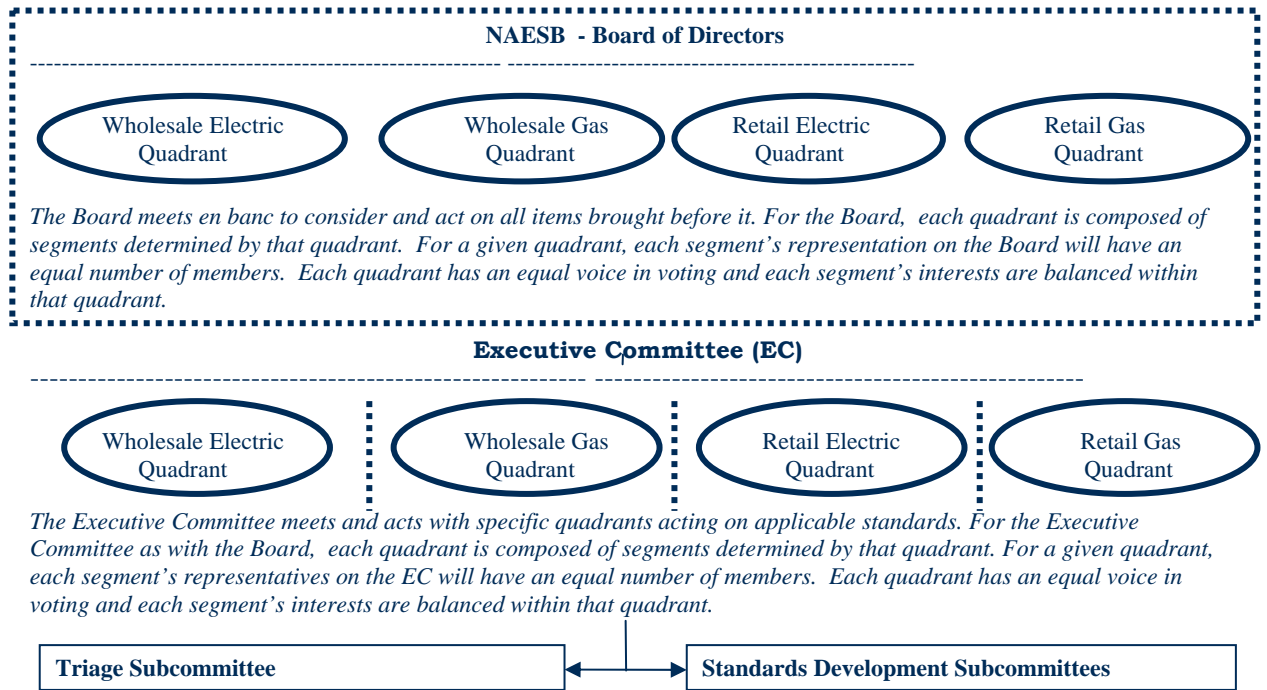 NAESB - Board of Directors
Wholesale Electric Quadrant
Wholesale Gas Quadrant
Retail Electric Quadrant
Retail Gas Quadrant
The Board meets en banc to consider and act on all items brought before it. For the Board, each quadrant is composed of
segments determined by that quadrant. For a given quadrant, each segment's representation on the Board will have an
equal number of members. Each quadrant has an equal voice in voting and each segment's interests are balanced within
that quadrant.
Executive Committee (EC)
Wholesale Electric Quadrant
Wholesale Gas Quadrant
Retail Electric Quadrant
Retail Gas Quadrant
The Executive Committee meets and acts with specific quadrants acting on applicable standards. For the Executive
Committee as with the Board, each quadrant is composed of segments determined by that quadrant. For a given quadrant,
each segment's representatives on the EC will have an equal number of members. Each quadrant has an equal voice in
voting and each segment's interests are balanced within that quadrant.
Triage Subcommittee
Standards Development Subcommittees